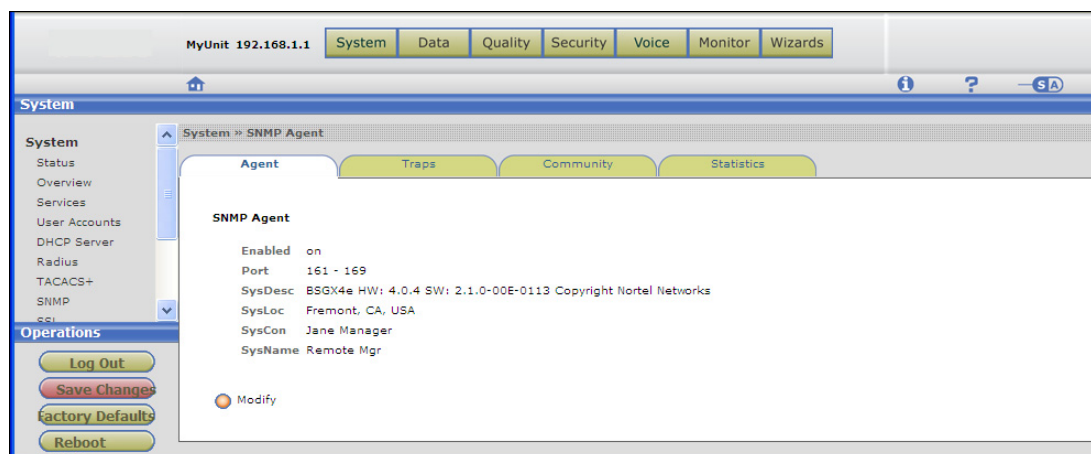 MyUnit 192.168.1.1 System Data Quality Security Voice Monitor Wizards
i ? SA
System
System
Status
Overview
Services
User Accounts
DHCP Server
Radius
TACACS+
SNMP
SSL
Operations
Log Out
Save Changes
Factory Defaults
Reboot
System » SNMP Agent
Agent Traps Community Statistics
SNMP Agent
Enabled on
Port 161 - 169
SysDesc BSGX4e HW: 4.0.4 SW: 2.1.0-00E-0113 Copyright Nortel Networks
SysLoc Fremont, CA, USA
SysCon Jane Manager
SysName Remote Mgr
Modify